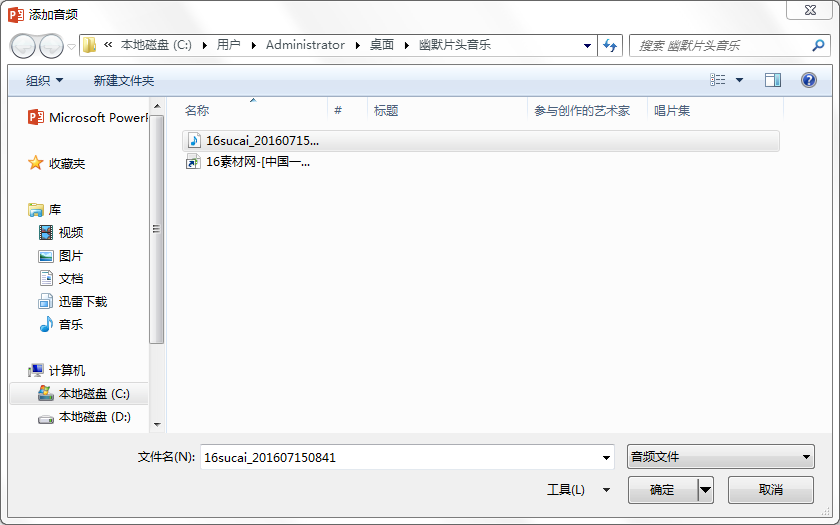 添加音频
« 本地磁盘 (C:) 用户 Administrator 桌面 幽默片头音乐
搜索 幽默片头音乐
组织 新建文件夹
名称 # 标题 参与创作的艺术家 唱片集
Microsoft PowerP
16sucai_20160715...
16素材网-[中国一...
收藏夹
库
视频
图片
文档
迅雷下载
音乐
计算机
本地磁盘 (C:)
本地磁盘 (D:)
文件名(N): 16sucai_201607150841 音频文件
工具(L) 确定 取消